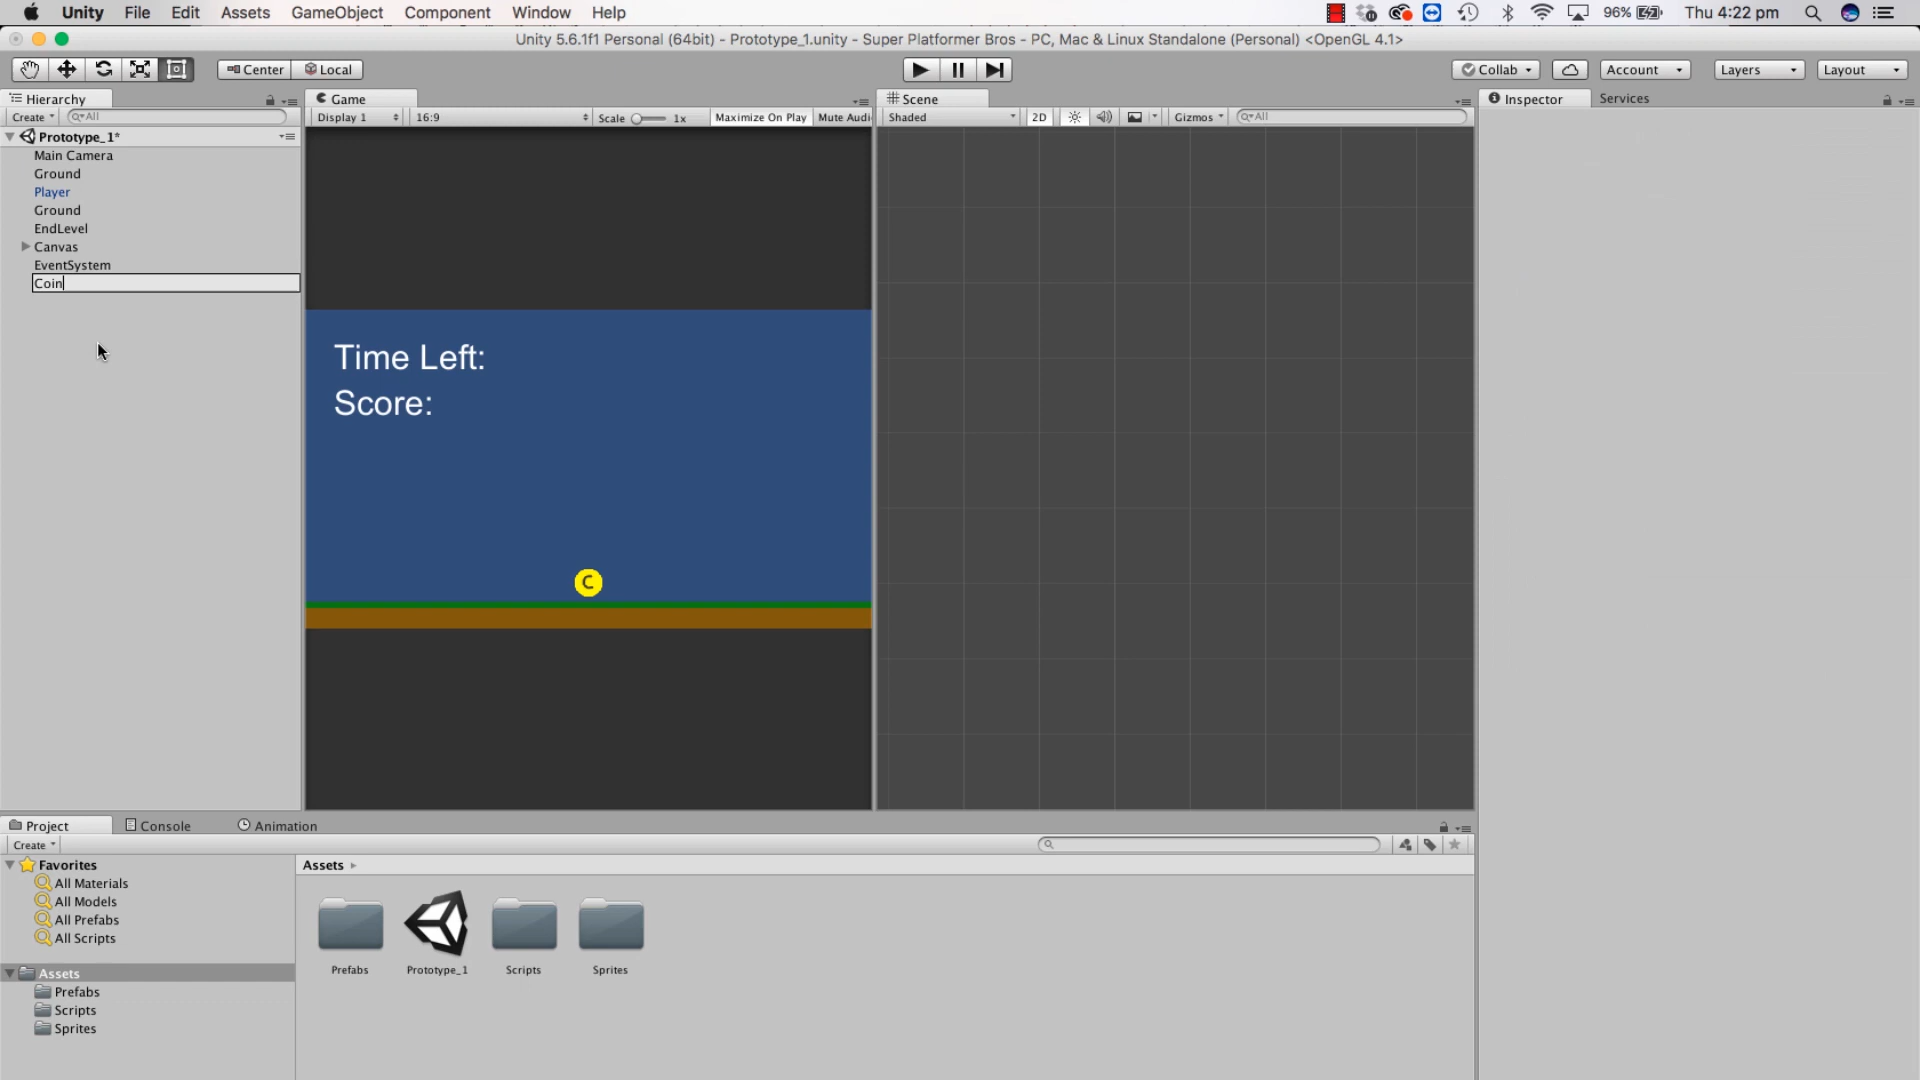 Unity File Edit Assets GameObject Component Window Help 96% Thu 4:22 pm
Unity 5.6.1f1 Personal (64bit) - Prototype_1.unity - Super Platformer Bros - PC, Mac & Linux Standalone (Personal) <OpenGL 4.1>
Center Local Collab Account Layers Layout
Hierarchy Game Scene Inspector Services
Create All Display 1 16:9 Scale 1x Maximize On Play Mute Audi Shaded 2D Gizmos All
Prototype_1*
Main Camera
Ground
Player
Ground
EndLevel
Canvas
EventSystem
Coin
Time Left:
Score:
C
Project Console Animation
Create
Favorites
All Materials
All Models
All Prefabs
All Scripts
Assets
Prefabs
Scripts
Sprites
Assets
Prefabs Prototype_1 Scripts Sprites